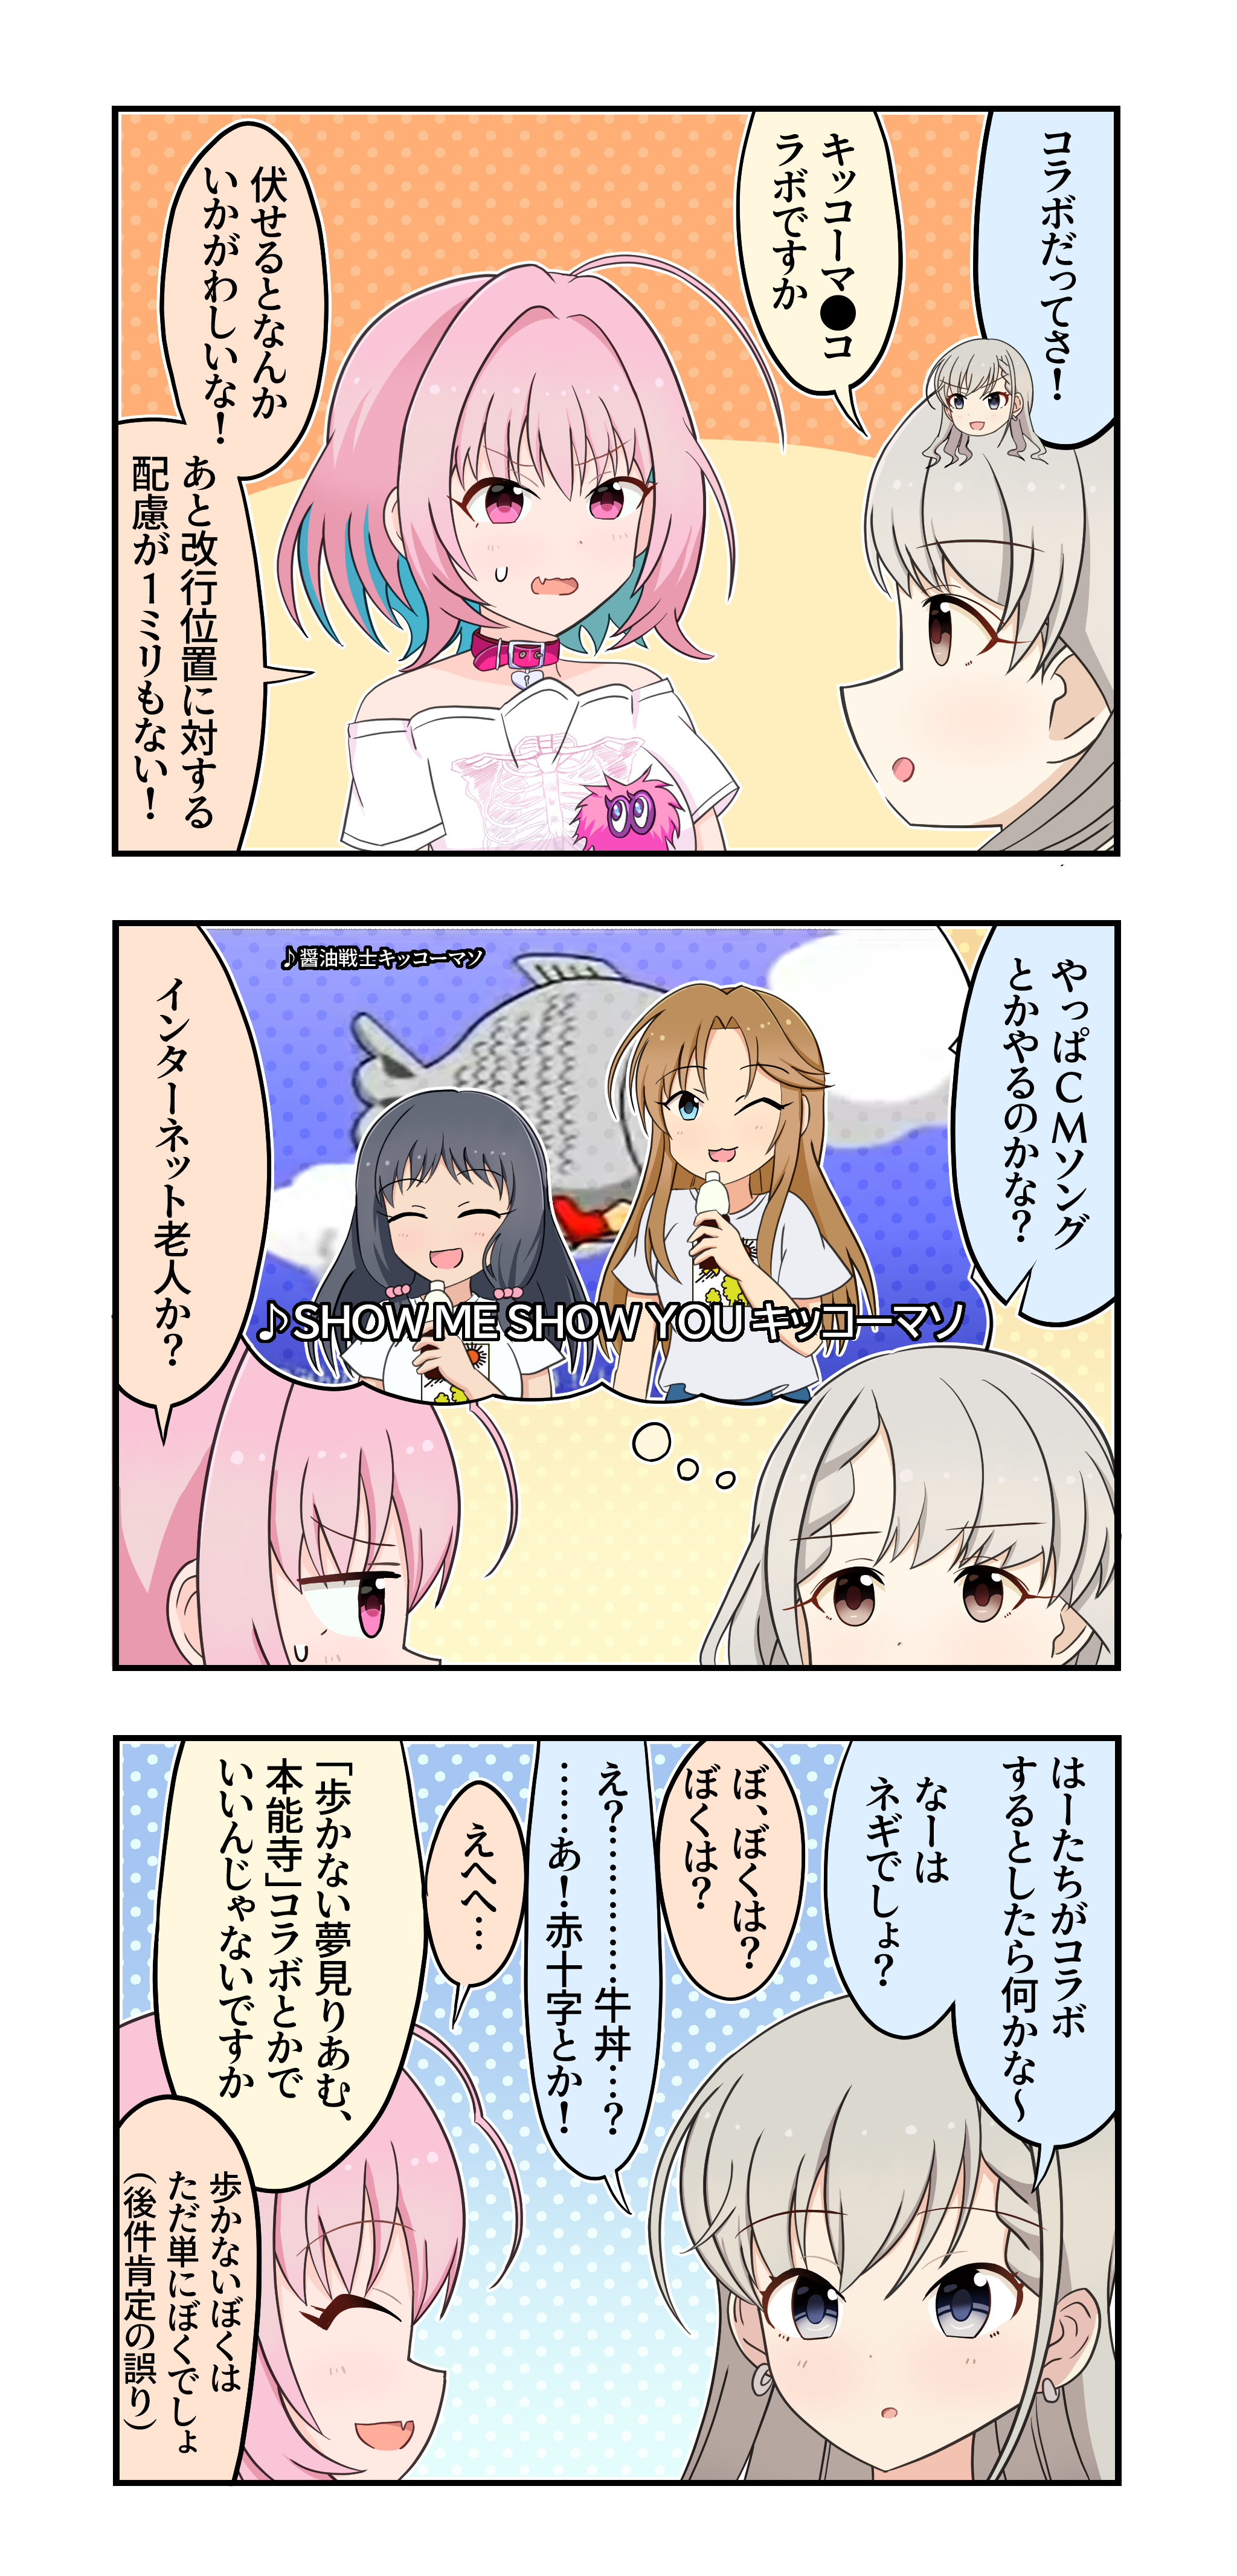 コラボだってさ！
キッコーマ●コ
ラボですか
伏せるとなんか
いかがわしいな！
あと改行位置に対する
配慮が１ミリもない！
やっぱＣＭソング
とかやるのかな？
♪醤油戦士キッコーマソ
♪SHOW ME SHOW YOU キッコーマソ
インターネット老人か？
はーたちがコラボ
するとしたら何かな～
なーは
ネギでしょ？
ぼ、ぼくは？
ぼくは？
え？……………牛丼…？
……あ！赤十字とか！
えへへ…
「歩かない夢見りあむ、
本能寺」コラボとかで
いいんじゃないですか
歩かないぼくは
ただ単にぼくでしょ
（後件肯定の誤り）